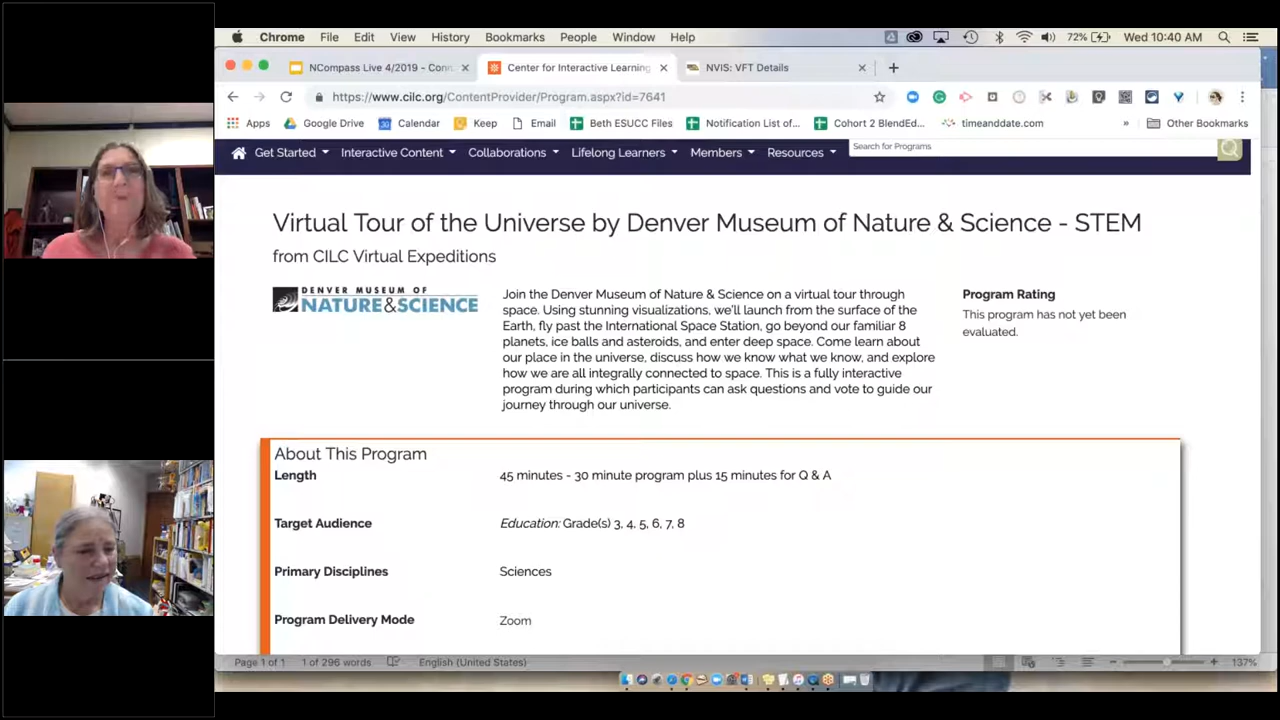 Chrome File Edit View History Bookmarks People Window Help 72% Wed 10:40 AM
NCompass Live 4/2019 - Con Center for Interactive Learning NVIS: VFT Details
https://www.cilc.org/ContentProvider/Program.aspx?id=7641
Apps Google Drive Calendar Keep Email Beth ESUCC Files Notification List of... Cohort 2 BlendEd... timeanddate.com » Other Bookmarks
30
Get Started Interactive Content Collaborations Lifelong Learners Members Resources Search for Programs
Virtual Tour of the Universe by Denver Museum of Nature & Science - STEM
from CILC Virtual Expeditions
DENVER MUSEUM OF
NATURE&SCIENCE
Join the Denver Museum of Nature & Science on a virtual tour through
space. Using stunning visualizations, we'll launch from the surface of the
Earth, fly past the International Space Station, go beyond our familiar 8
planets, ice balls and asteroids, and enter deep space. Come learn about
our place in the universe, discuss how we know what we know, and explore
how we are all integrally connected to space. This is a fully interactive
program during which participants can ask questions and vote to guide our
journey through our universe.
Program Rating
This program has not yet been
evaluated.
About This Program
Length 45 minutes - 30 minute program plus 15 minutes for Q & A
Target Audience Education: Grade(s) 3, 4, 5, 6, 7, 8
Primary Disciplines Sciences
Program Delivery Mode Zoom
Page 1 of 1 1 of 296 words English (United States) 137%